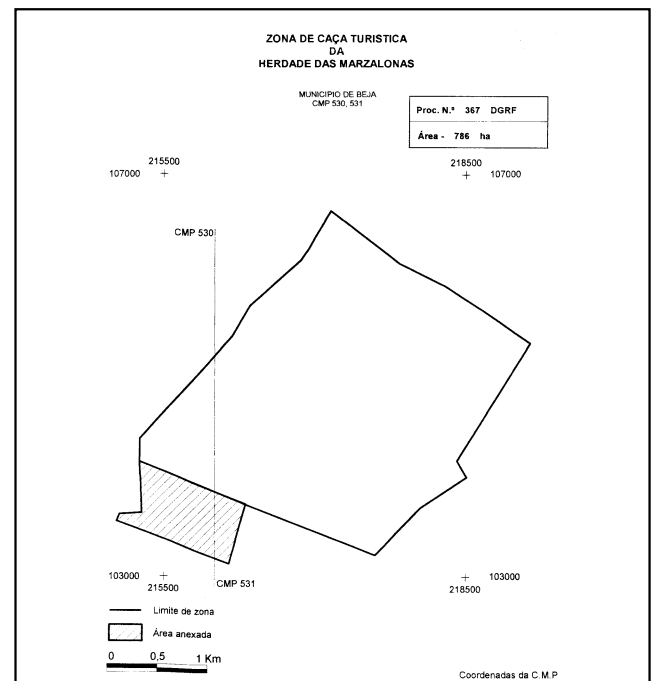 ZONA DE CAÇA TURISTICA
DA
HERDADE DAS MARZALONAS
MUNICIPIO DE BEJA
CMP 530, 531
Proc. N.º 367 DGRF
Área - 786 ha
215500
107000
218500
107000
CMP 530
103000
215500
CMP 531
103000
218500
Limite de zona
Área anexada
0 0,5 1 Km
Coordenadas da C.M.P